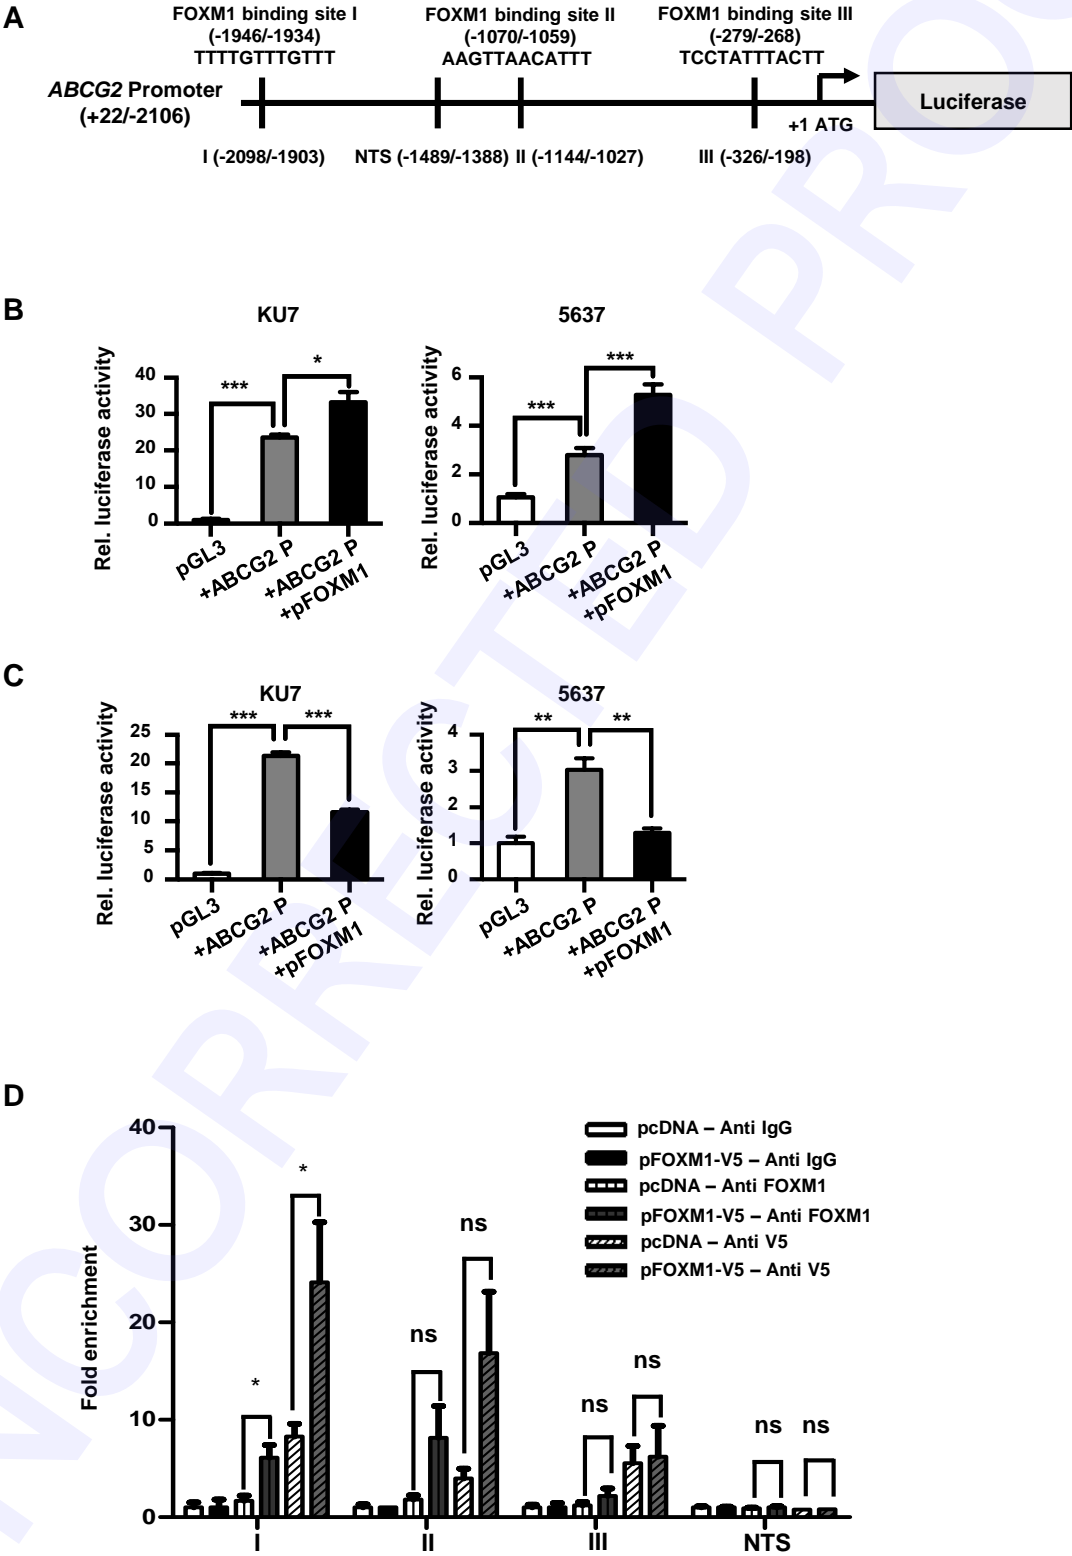 A
FOXM1 binding site I
(-1946/-1934)
TTTTGTTTGTTT
FOXM1 binding site II
(-1070/-1059)
AAGTTAACATTT
FOXM1 binding site III
(-279/-268)
TCCTATTTACTT
ABCG2 Promoter
(+22/-2106)
Luciferase
+1 ATG
I (-2098/-1903)
NTS (-1489/-1388)
II (-1144/-1027)
III (-326/-198)
B
KU7
Rel. luciferase activity
40
30
20
10
0
***
*
pGL3
+ABCG2 P
+ABCG2 P
+pFOXM1
5637
Rel. luciferase activity
6
4
2
0
***
***
pGL3
+ABCG2 P
+ABCG2 P
+pFOXM1
C
KU7
Rel. luciferase activity
25
20
15
10
5
0
***
***
pGL3
+ABCG2 P
+ABCG2 P
+pFOXM1
5637
Rel. luciferase activity
4
3
2
1
0
**
**
pGL3
+ABCG2 P
+ABCG2 P
+pFOXM1
D
Fold enrichment
40
30
20
10
0
*
*
ns
ns
ns
ns
ns
ns
pcDNA – Anti IgG
pFOXM1-V5 – Anti IgG
pcDNA – Anti FOXM1
pFOXM1-V5 – Anti FOXM1
pcDNA – Anti V5
pFOXM1-V5 – Anti V5
I
II
III
NTS
NCORRECTED PROO